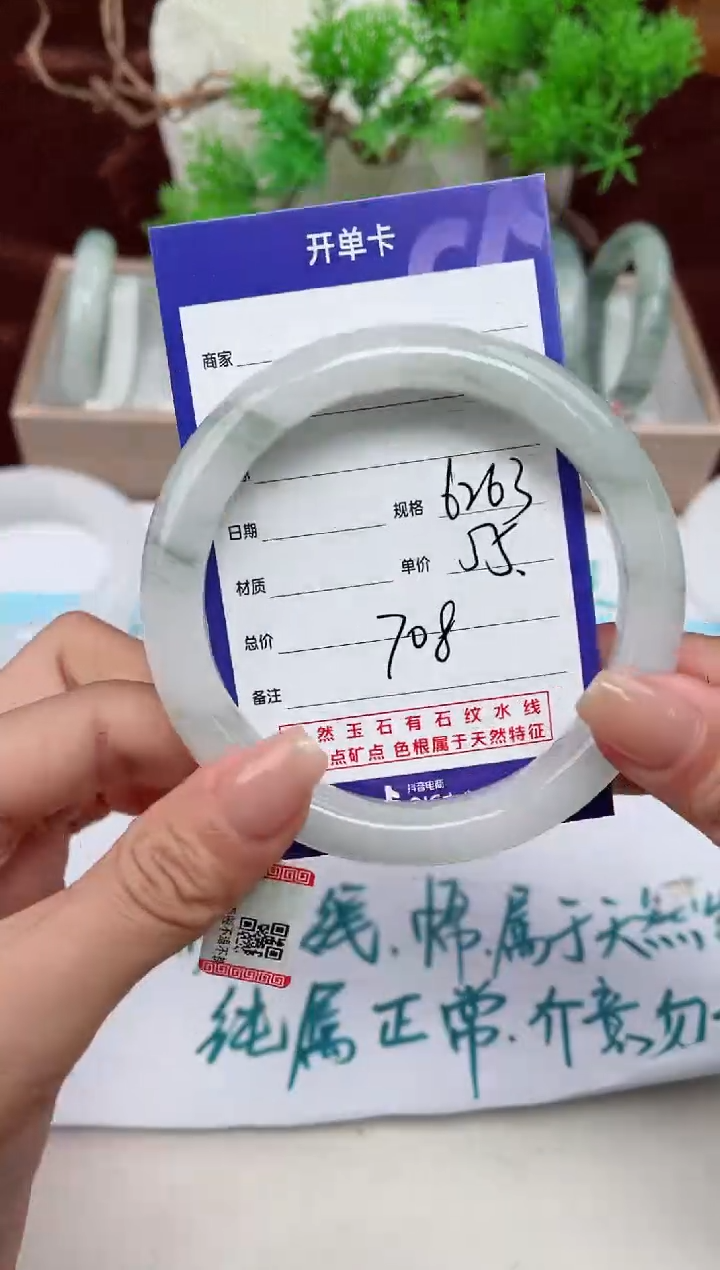 开单卡
商家
日期
规格 6263
材质
单价
总价 708
备注
然玉石有石纹水线
点矿点 色根属于天然特征
抖音电商
线.棉.属于天然
纯属正常.介意勿